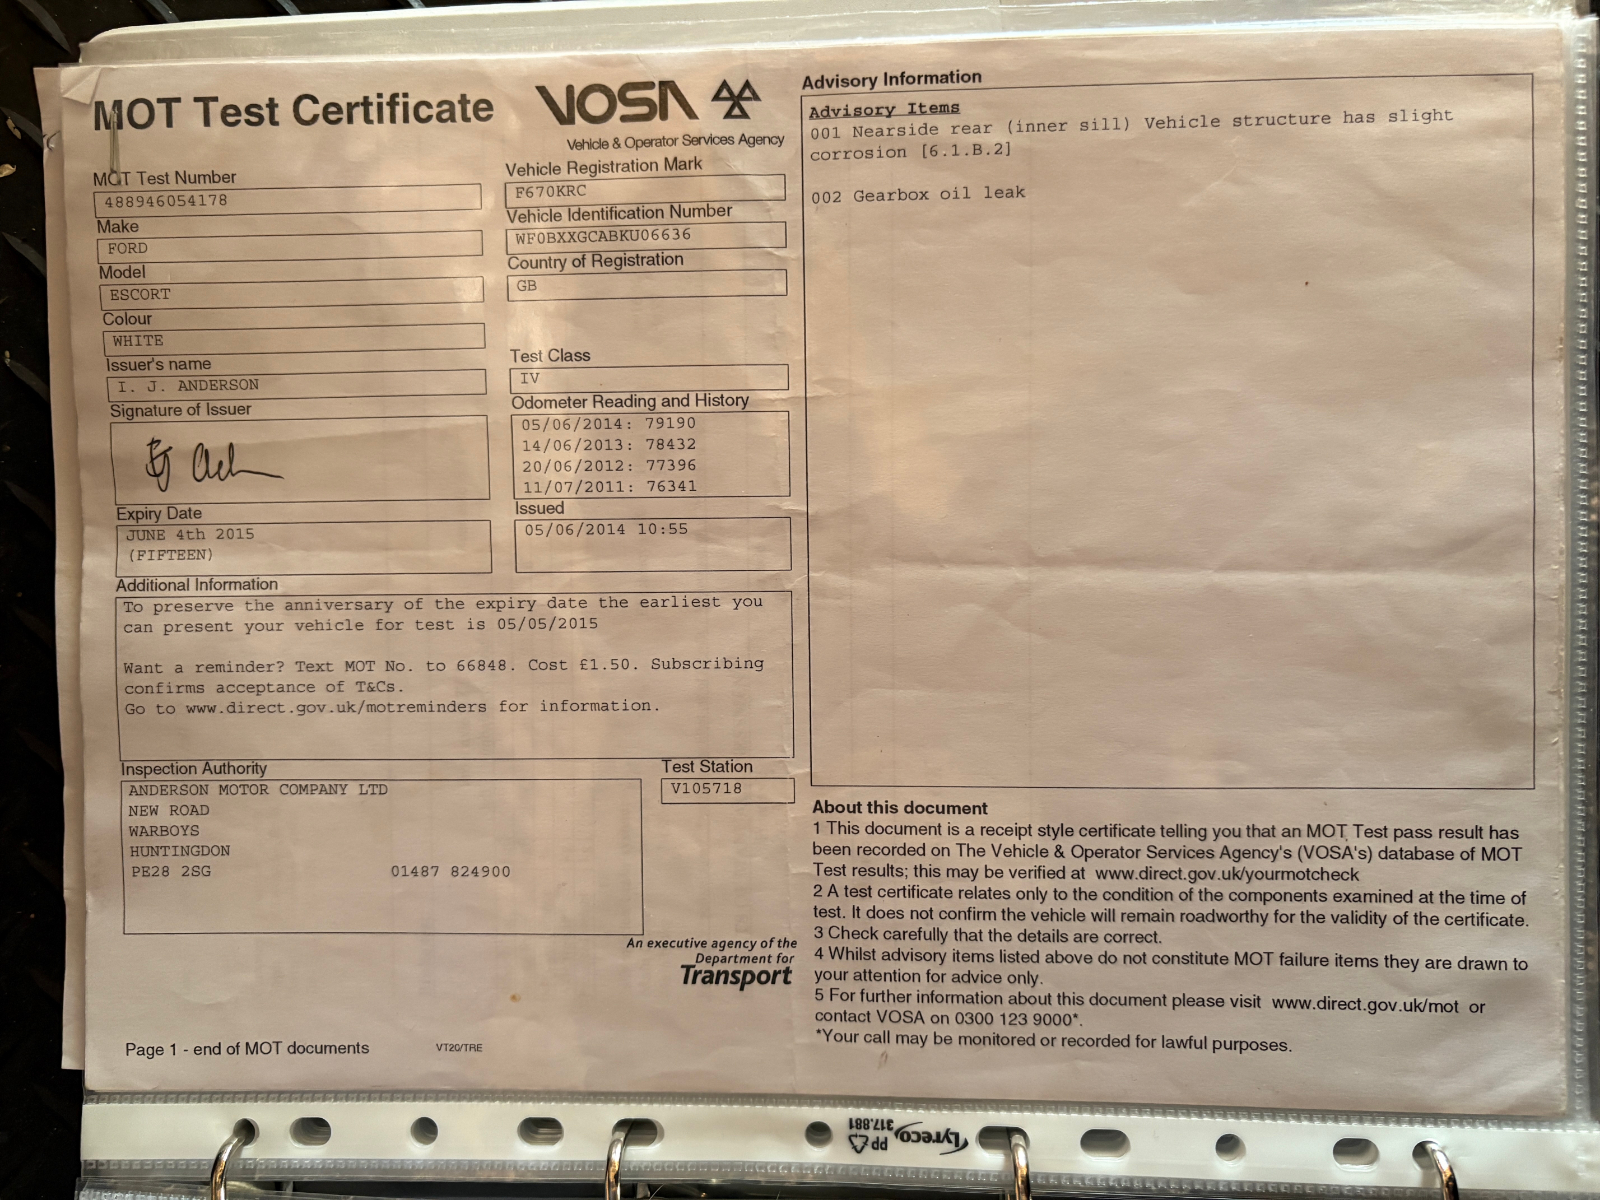 MOT Test Certificate
VOSA
Vehicle & Operator Services Agency
MOT Test Number
488946054178
Make
FORD
Model
ESCORT
Colour
WHITE
Issuer's name
I. J. ANDERSON
Signature of Issuer
Expiry Date
JUNE 4th 2015
(FIFTEEN)
Vehicle Registration Mark
F670KRC
Vehicle Identification Number
WF0BXXGCABKU06636
Country of Registration
GB
Test Class
IV
Odometer Reading and History
05/06/2014: 79190
14/06/2013: 78432
20/06/2012: 77396
11/07/2011: 76341
Issued
05/06/2014 10:55
Additional Information
To preserve the anniversary of the expiry date the earliest you
can present your vehicle for test is 05/05/2015
Want a reminder? Text MOT No. to 66848. Cost £1.50. Subscribing
confirms acceptance of T&Cs.
Go to www.direct.gov.uk/motreminders for information.
Inspection Authority
ANDERSON MOTOR COMPANY LTD
NEW ROAD
WARBOYS
HUNTINGDON
PE28 2SG 01487 824900
Test Station
V105718
An executive agency of the
Department for
Transport
Page 1 - end of MOT documents VT20/TRE
Advisory Information
Advisory Items
001 Nearside rear (inner sill) Vehicle structure has slight
corrosion [6.1.B.2]
002 Gearbox oil leak
About this document
1 This document is a receipt style certificate telling you that an MOT Test pass result has
been recorded on The Vehicle & Operator Services Agency's (VOSA's) database of MOT
Test results; this may be verified at www.direct.gov.uk/yourmotcheck
2 A test certificate relates only to the condition of the components examined at the time of
test. It does not confirm the vehicle will remain roadworthy for the validity of the certificate.
3 Check carefully that the details are correct.
4 Whilst advisory items listed above do not constitute MOT failure items they are drawn to
your attention for advice only.
5 For further information about this document please visit www.direct.gov.uk/mot or
contact VOSA on 0300 123 9000*.
*Your call may be monitored or recorded for lawful purposes.
Lyreco PP
317.881